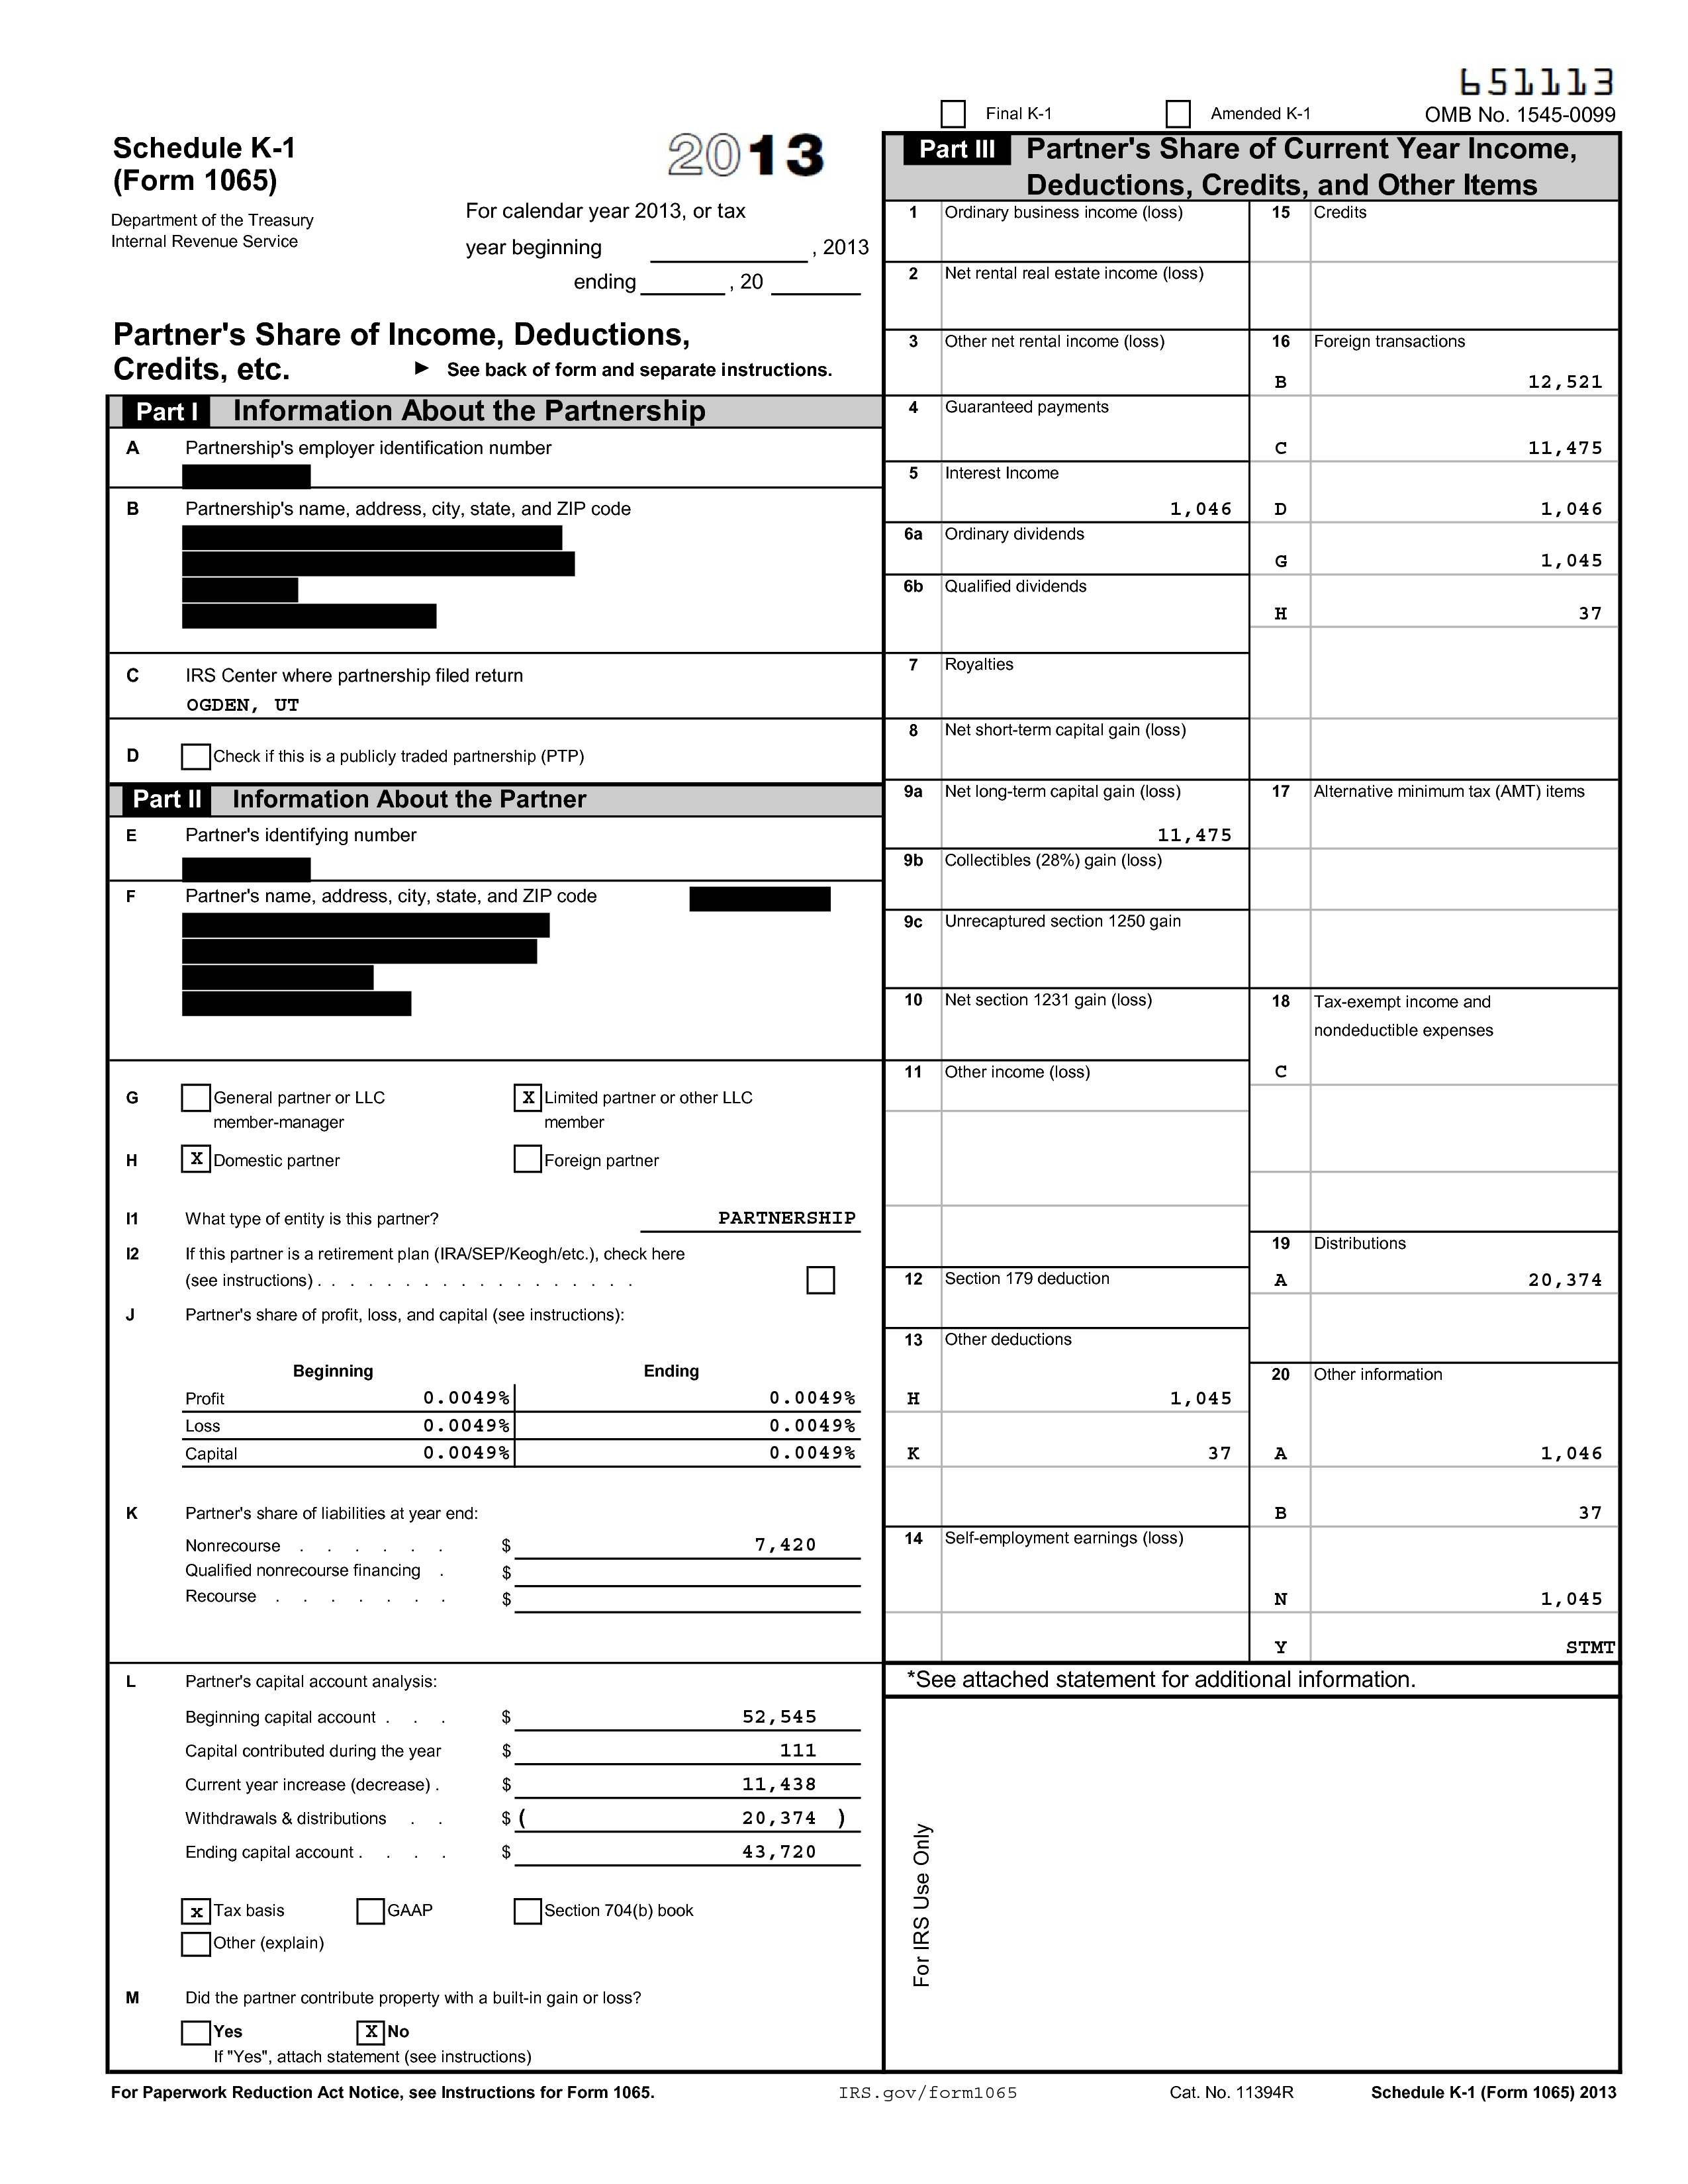 651113
Final K-1
Amended K-1
OMB No. 1545-0099
Schedule K-1
(Form 1065)
2013
Department of the Treasury
Internal Revenue Service
For calendar year 2013, or tax
year beginning , 2013
ending , 20
Partner's Share of Income, Deductions,
Credits, etc. ► See back of form and separate instructions.
Part I Information About the Partnership
A Partnership's employer identification number
B Partnership's name, address, city, state, and ZIP code
C IRS Center where partnership filed return
OGDEN, UT
D Check if this is a publicly traded partnership (PTP)
Part II Information About the Partner
E Partner's identifying number
F Partner's name, address, city, state, and ZIP code
G General partner or LLC
member-manager
X Limited partner or other LLC
member
H X Domestic partner
Foreign partner
I1 What type of entity is this partner? PARTNERSHIP
I2 If this partner is a retirement plan (IRA/SEP/Keogh/etc.), check here
(see instructions) . . . . . . . . . . . . . . . . . .
J Partner's share of profit, loss, and capital (see instructions):
Beginning Ending
Profit 0.0049% 0.0049%
Loss 0.0049% 0.0049%
Capital 0.0049% 0.0049%
K Partner's share of liabilities at year end:
Nonrecourse . . . . . . $ 7,420
Qualified nonrecourse financing . $
Recourse . . . . . . . $
L Partner's capital account analysis:
Beginning capital account . . . $ 52,545
Capital contributed during the year $ 111
Current year increase (decrease) . $ 11,438
Withdrawals & distributions . . $ ( 20,374 )
Ending capital account . . . . $ 43,720
x Tax basis GAAP Section 704(b) book
Other (explain)
M Did the partner contribute property with a built-in gain or loss?
Yes X No
If "Yes", attach statement (see instructions)
Part III Partner's Share of Current Year Income,
Deductions, Credits, and Other Items
1 Ordinary business income (loss)
2 Net rental real estate income (loss)
3 Other net rental income (loss)
4 Guaranteed payments
5 Interest Income
1,046
6a Ordinary dividends
6b Qualified dividends
7 Royalties
8 Net short-term capital gain (loss)
9a Net long-term capital gain (loss)
11,475
9b Collectibles (28%) gain (loss)
9c Unrecaptured section 1250 gain
10 Net section 1231 gain (loss)
11 Other income (loss)
12 Section 179 deduction
13 Other deductions
H 1,045
K 37
14 Self-employment earnings (loss)
15 Credits
16 Foreign transactions
B 12,521
C 11,475
D 1,046
G 1,045
H 37
17 Alternative minimum tax (AMT) items
18 Tax-exempt income and
nondeductible expenses
C
19 Distributions
A 20,374
20 Other information
A 1,046
B 37
N 1,045
Y STMT
*See attached statement for additional information.
For IRS Use Only
For Paperwork Reduction Act Notice, see Instructions for Form 1065. IRS.gov/form1065 Cat. No. 11394R Schedule K-1 (Form 1065) 2013